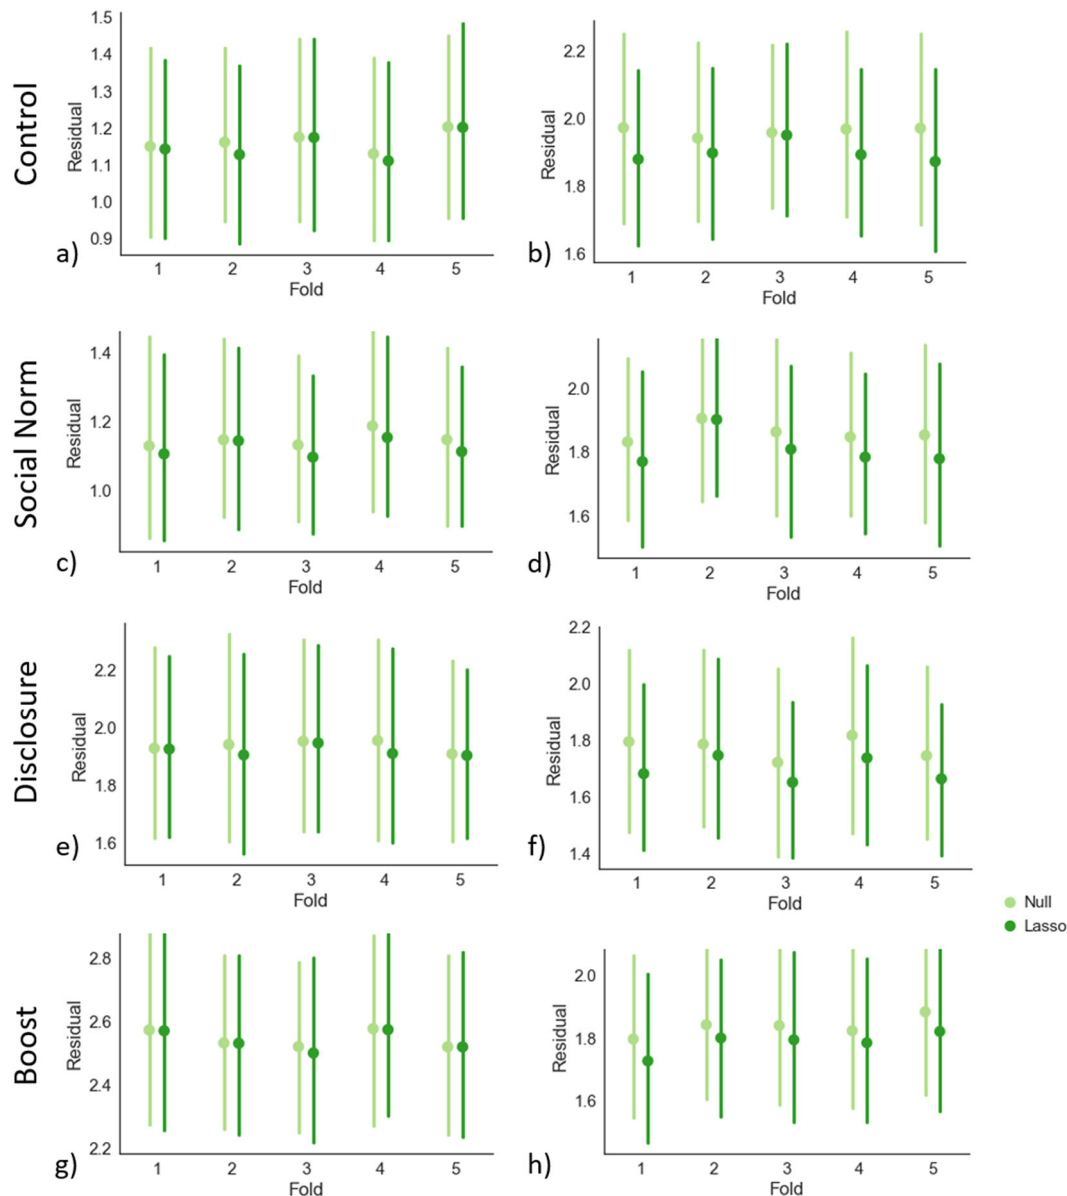 Control
Residual
1.5
1.4
1.3
1.2
1.1
1.0
0.9
a)
1 2 3 4 5
Fold
Residual
2.2
2.0
1.8
1.6
b)
1 2 3 4 5
Fold
Social Norm
Residual
1.4
1.2
1.0
c)
1 2 3 4 5
Fold
Residual
2.0
1.8
1.6
d)
1 2 3 4 5
Fold
Disclosure
Residual
2.2
2.0
1.8
1.6
e)
1 2 3 4 5
Fold
Residual
2.2
2.0
1.8
1.6
1.4
f)
1 2 3 4 5
Fold
Null
Lasso
Boost
Residual
2.8
2.6
2.4
2.2
g)
1 2 3 4 5
Fold
Residual
2.0
1.8
1.6
h)
1 2 3 4 5
Fold